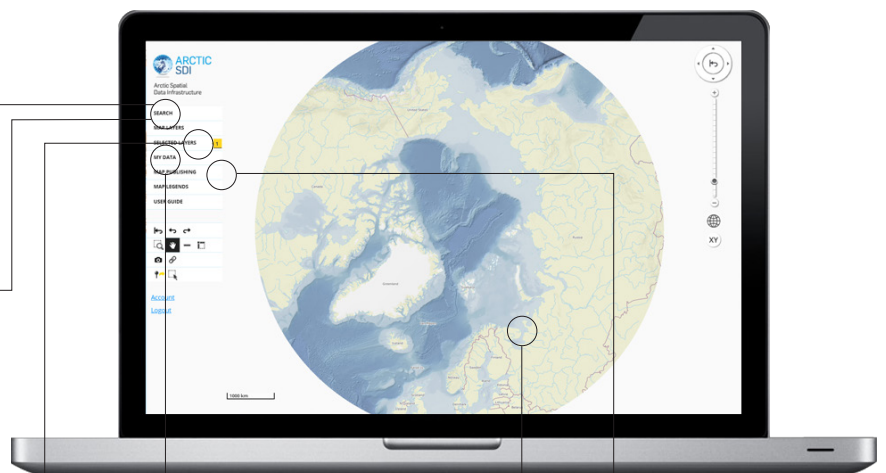 ARCTIC
SDI
Arctic Spatial
Data Infrastructure
SEARCH
MAP LAYERS
SELECTED LAYERS 1
MY DATA
MAP PUBLISHING
MAP LEGENDS
USER GUIDE
Account
Logout
1000 km
XY